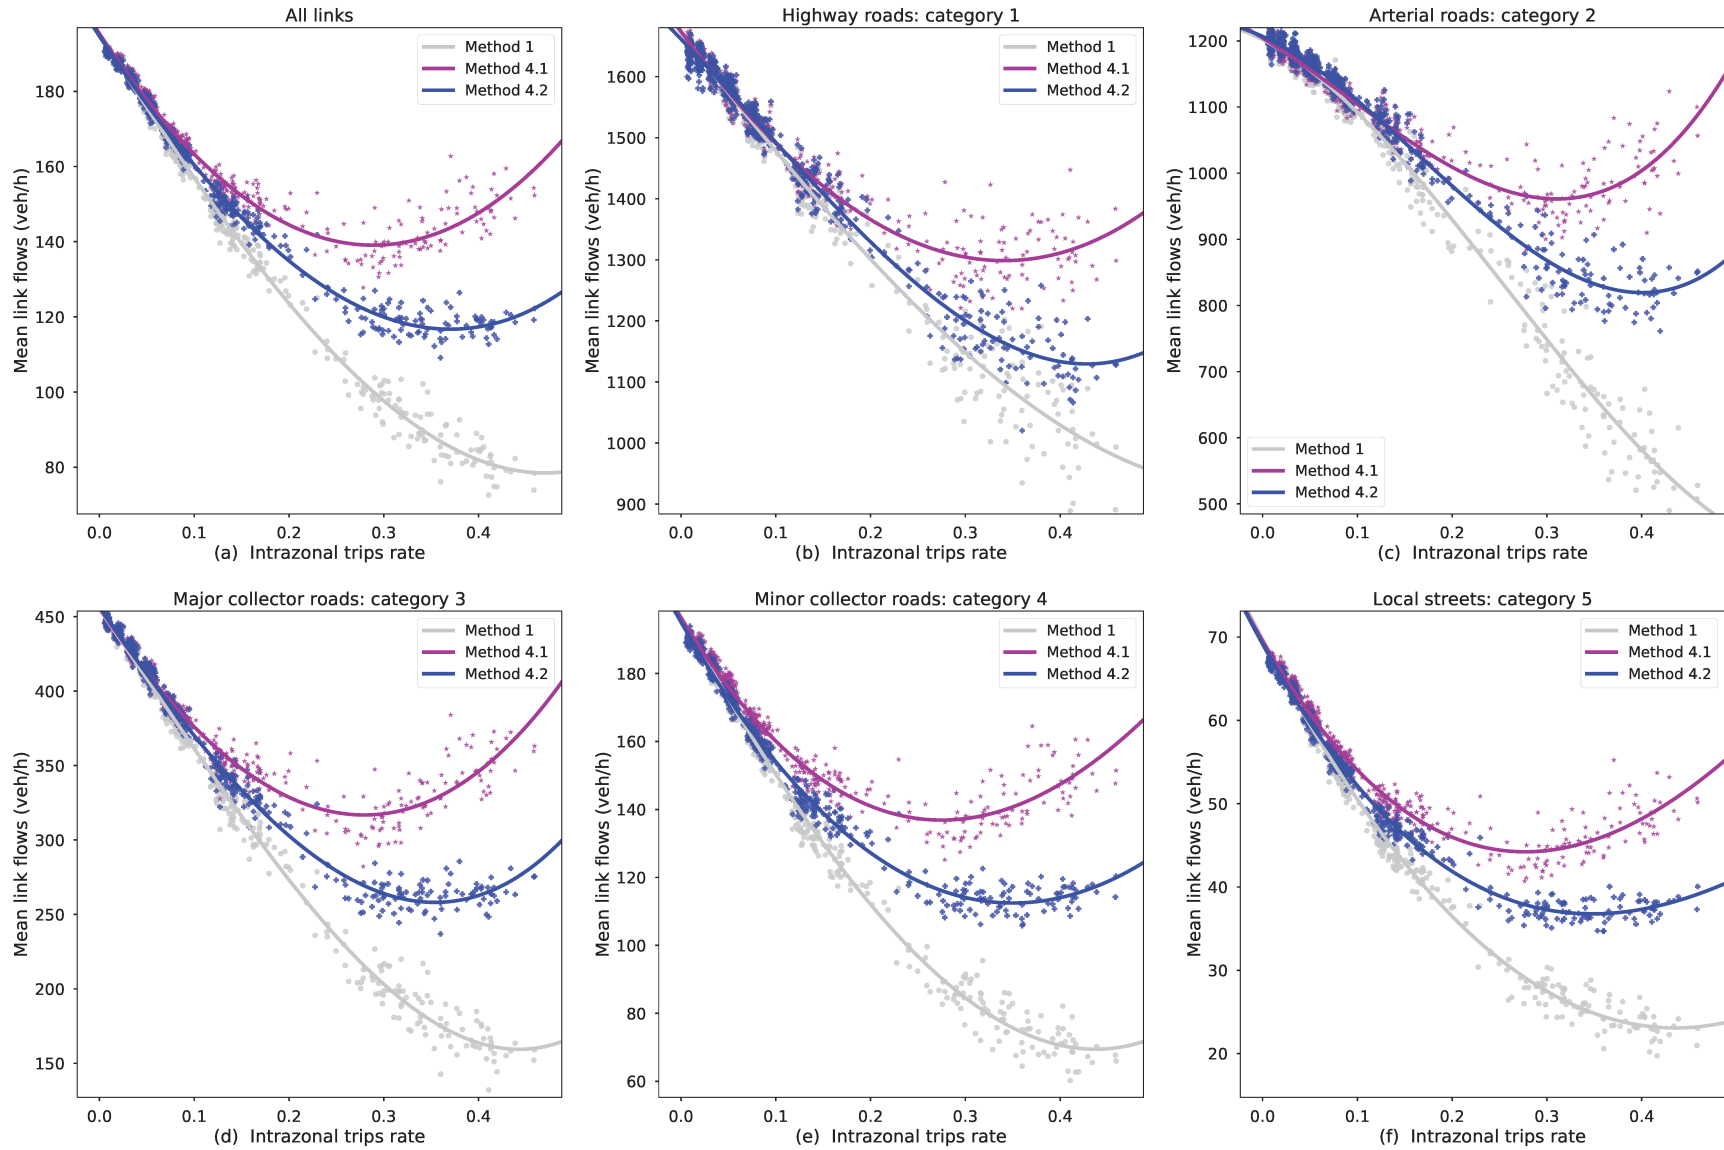 All links
Method 1
Method 4.1
Method 4.2
Mean link flows (veh/h)
180
160
140
120
100
80
0.0 0.1 0.2 0.3 0.4
(a) Intrazonal trips rate
Highway roads: category 1
Method 1
Method 4.1
Method 4.2
Mean link flows (veh/h)
1600
1500
1400
1300
1200
1100
1000
900
0.0 0.1 0.2 0.3 0.4
(b) Intrazonal trips rate
Arterial roads: category 2
Mean link flows (veh/h)
1200
1100
1000
900
800
700
600
500
Method 1
Method 4.1
Method 4.2
0.0 0.1 0.2 0.3 0.4
(c) Intrazonal trips rate
Major collector roads: category 3
Method 1
Method 4.1
Method 4.2
Mean link flows (veh/h)
450
400
350
300
250
200
150
0.0 0.1 0.2 0.3 0.4
(d) Intrazonal trips rate
Minor collector roads: category 4
Method 1
Method 4.1
Method 4.2
Mean link flows (veh/h)
180
160
140
120
100
80
60
0.0 0.1 0.2 0.3 0.4
(e) Intrazonal trips rate
Local streets: category 5
Method 1
Method 4.1
Method 4.2
Mean link flows (veh/h)
70
60
50
40
30
20
0.0 0.1 0.2 0.3 0.4
(f) Intrazonal trips rate